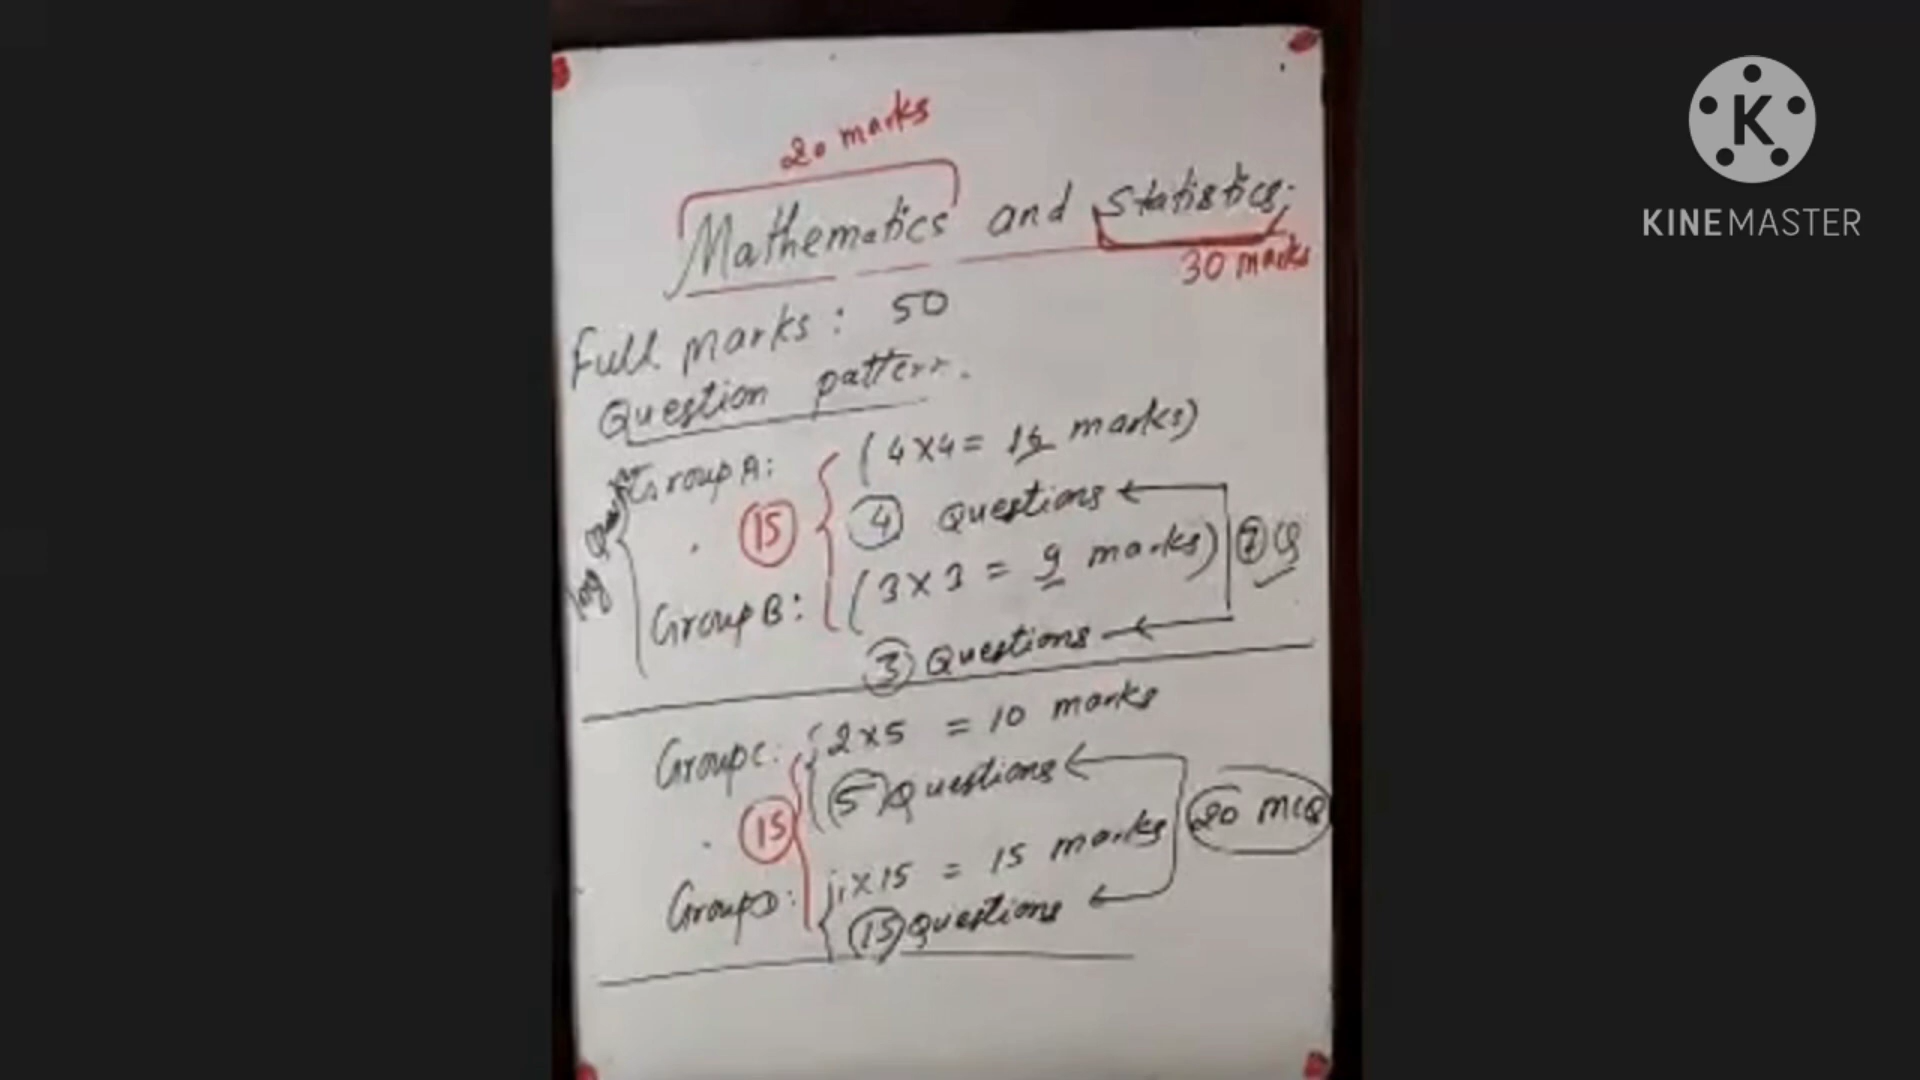 20 marks
Mathematics and Statistics.
30 marks
Full Marks: 50
Question pattern.
Group A: (4×4 = 16 marks)
15
4 Questions
7 Q
Group B: (3×3 = 9 marks)
3 Questions
Group C: 2×5 = 10 marks
5 Questions
15
20 MCQ
Group D: 1×15 = 15 marks
15 Questions
K
KINEMASTER